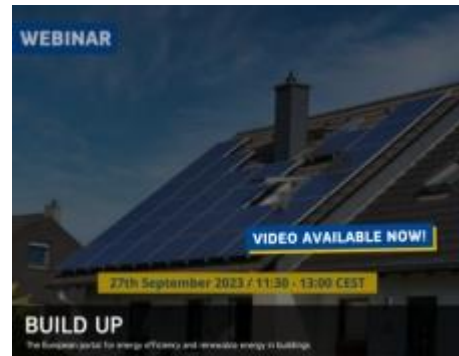 WEBINAR
VIDEO AVAILABLE NOW!
27th September 2023 / 11:30 - 13:00 CEST
BUILD UP
The European portal for energy efficiency and renewable energy in buildings